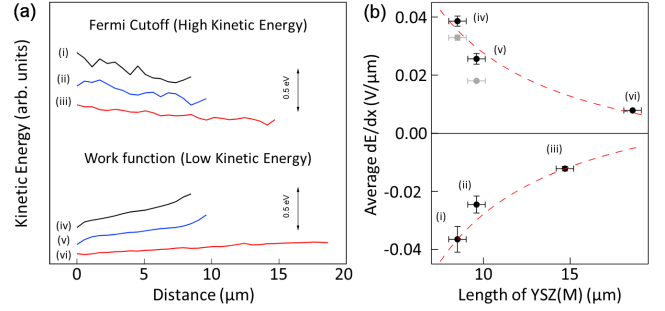 (a)
Fermi Cutoff (High Kinetic Energy)
(i)
(ii)
(iii)
0.5 eV
Work function (Low Kinetic Energy)
0.5 eV
(iv)
(v)
(vi)
Kinetic Energy (arb. units)
0 5 10 15 20
Distance (µm)
(b)
0.04
0.02
0.00
-0.02
-0.04
Average dE/dx (V/µm)
(iv)
(v)
(vi)
(iii)
(ii)
(i)
10 15
Length of YSZ(M) (µm)